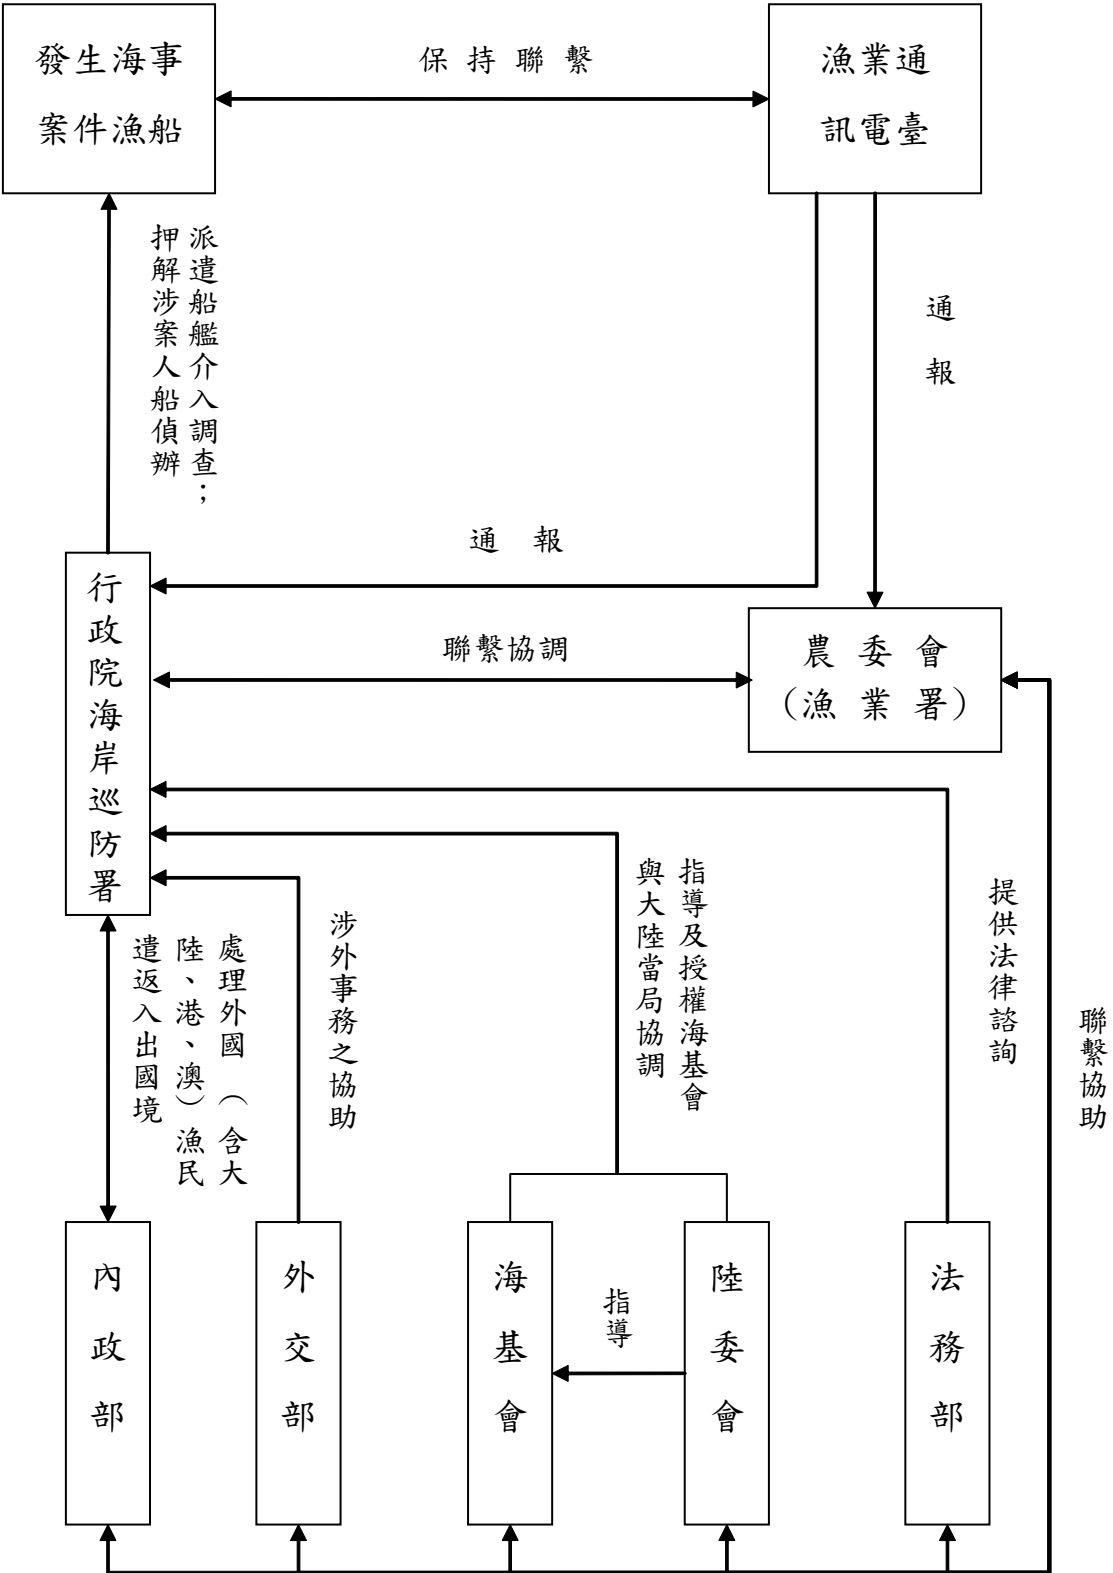 發生海事
案件漁船
保持聯繫
漁業通
訊電臺
派遣船艦介入調查；
押解涉案人船偵辦
通報
通報
行政院海岸巡防署
聯繫協調
農委會
（漁業署）
處理外國（含大
陸、港、澳）漁民
遣返入出國境
涉外事務之協助
指導及授權海基會
與大陸當局協調
提供法律諮詢
聯繫協助
內政部
外交部
海基會
指導
陸委會
法務部